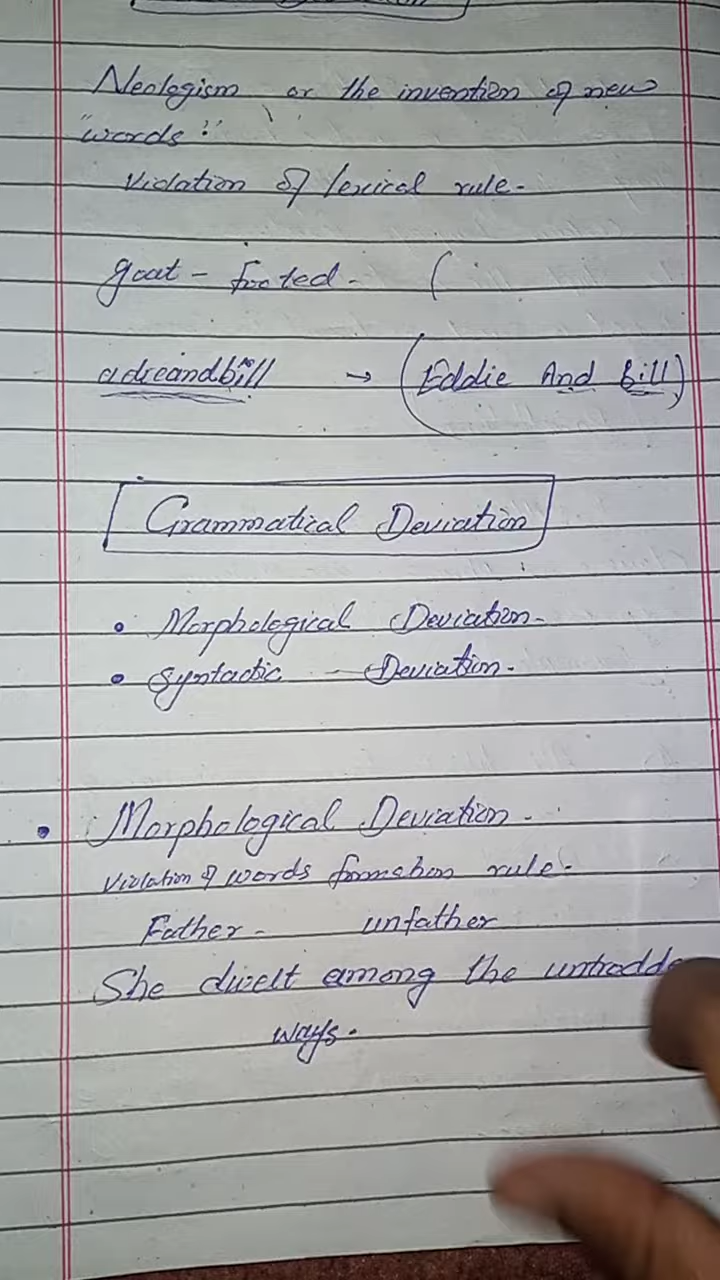 Neologism or the invention of new
"words."
Violation of lexical rule.
goat - footed. (
adieandbill → (Eddie And Bill)
Grammatical Deviation
• Morphological Deviation.
• Syntactic - Deviation.
• Morphological Deviation.
Violation of words formation rule.
Father - unfather
She dwelt among the untrodde
ways.